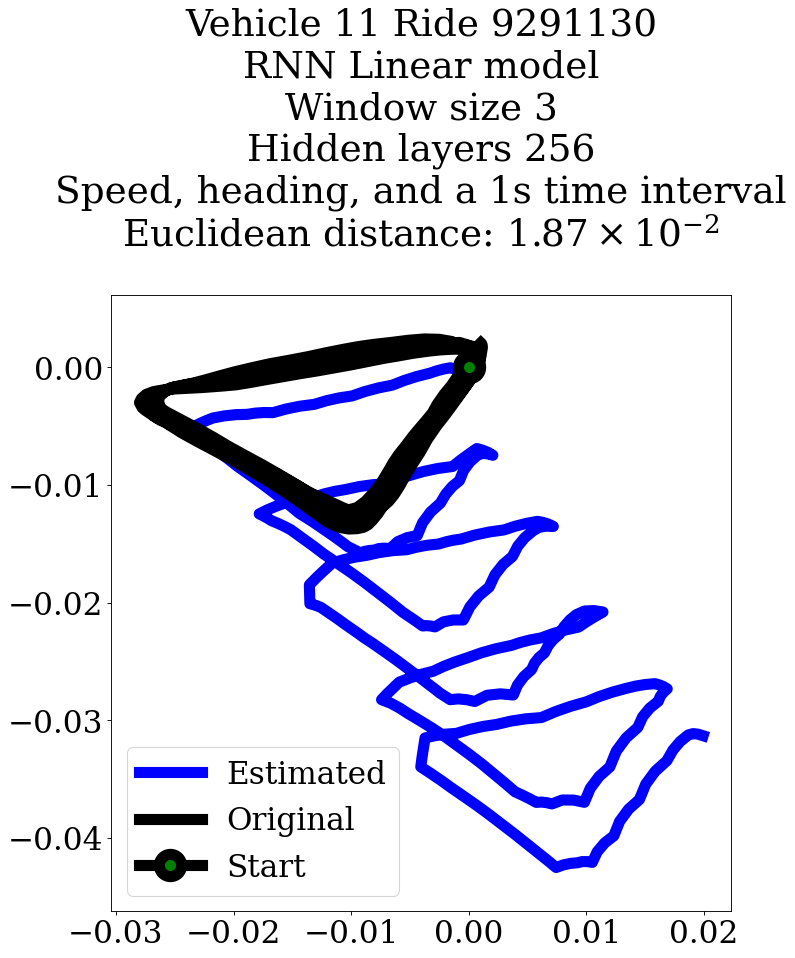 Vehicle 11 Ride 9291130
RNN Linear model
Window size 3
Hidden layers 256
Speed, heading, and a 1s time interval
Euclidean distance: 1.87 × 10⁻²
0.00
−0.01
−0.02
−0.03
−0.04
Estimated
Original
Start
−0.03 −0.02 −0.01 0.00 0.01 0.02